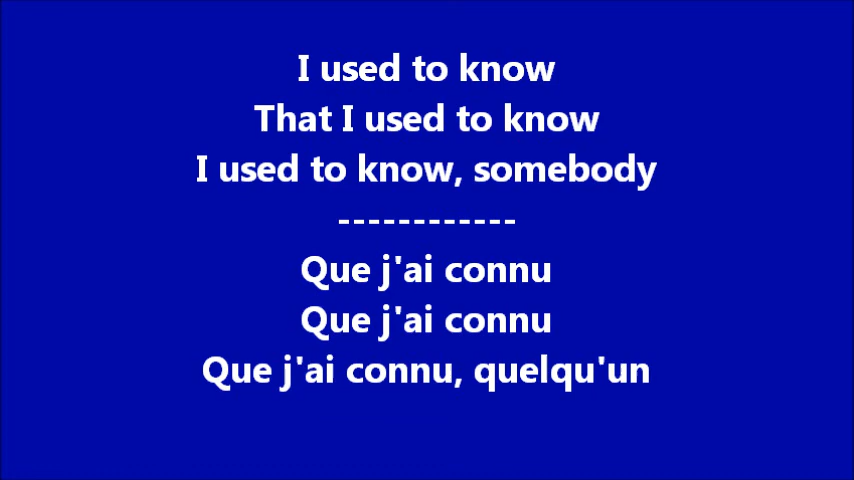 I used to know
That I used to know
I used to know, somebody
------------
Que j'ai connu
Que j'ai connu
Que j'ai connu, quelqu'un